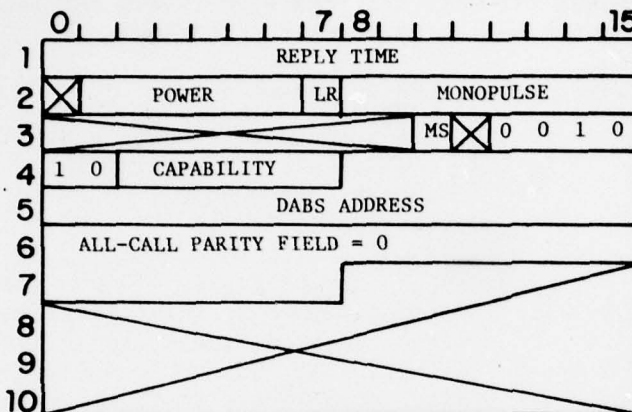 0 7 8 15
1 REPLY TIME
2 POWER LR MONOPULSE
3 MS 0 0 1 0
4 1 0 CAPABILITY
5 DABS ADDRESS
6 ALL-CALL PARITY FIELD = 0
7
8
9
10